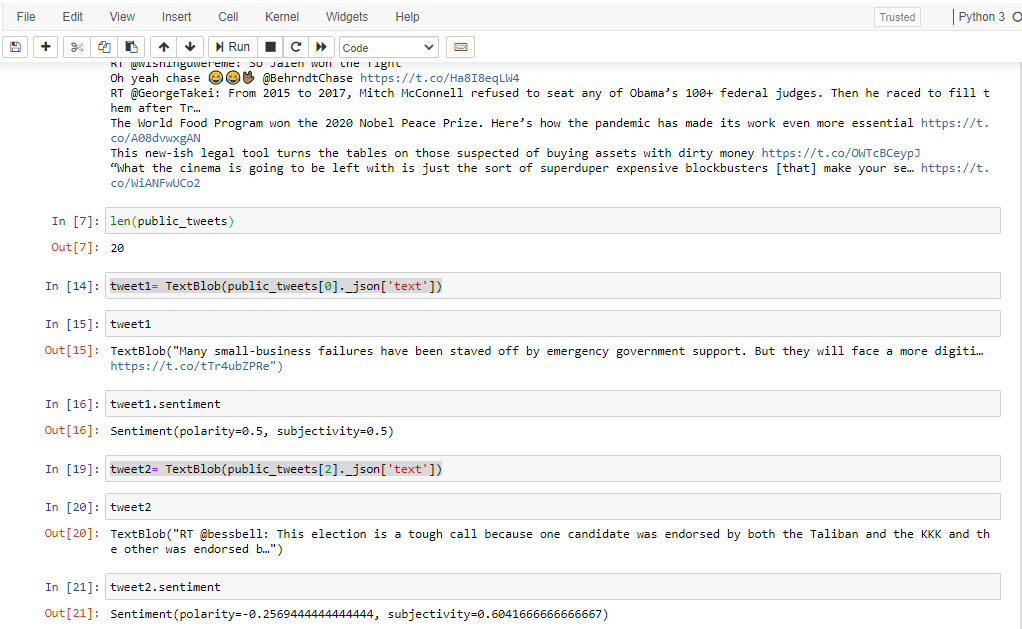 File Edit View Insert Cell Kernel Widgets Help Trusted Python 3
Run Code
RT @wishinguwereme: So Jalen won the fight
Oh yeah chase 😂😂🤟🏾 @BehrndtChase https://t.co/Ha8I8eqLW4
RT @GeorgeTakei: From 2015 to 2017, Mitch McConnell refused to seat any of Obama’s 100+ federal judges. Then he raced to fill t
hem after Tr…
The World Food Program won the 2020 Nobel Peace Prize. Here’s how the pandemic has made its work even more essential https://t.
co/A08dvwxgAN
This new-ish legal tool turns the tables on those suspected of buying assets with dirty money https://t.co/OWTcBCeypJ
“What the cinema is going to be left with is just the sort of superduper expensive blockbusters [that] make your se… https://t.
co/WiANFwUCo2
In [7]: len(public_tweets)
Out[7]: 20
In [14]: tweet1= TextBlob(public_tweets[0]._json['text'])
In [15]: tweet1
Out[15]: TextBlob("Many small-business failures have been staved off by emergency government support. But they will face a more digiti…
https://t.co/tTr4ubZPRe")
In [16]: tweet1.sentiment
Out[16]: Sentiment(polarity=0.5, subjectivity=0.5)
In [19]: tweet2= TextBlob(public_tweets[2]._json['text'])
In [20]: tweet2
Out[20]: TextBlob("RT @bessbell: This election is a tough call because one candidate was endorsed by both the Taliban and the KKK and th
e other was endorsed b…")
In [21]: tweet2.sentiment
Out[21]: Sentiment(polarity=-0.2569444444444444, subjectivity=0.6041666666666667)